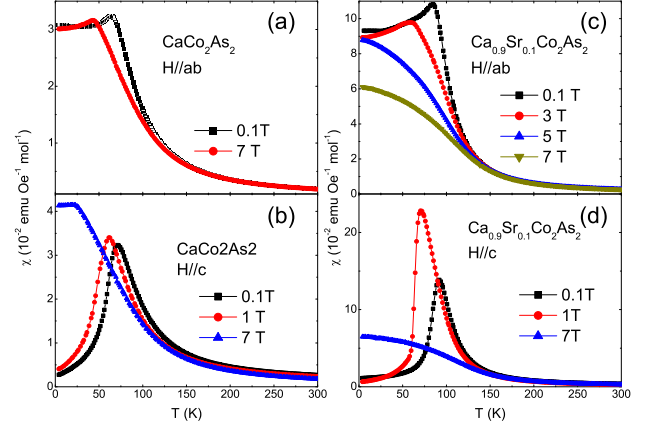 (a)
CaCo2As2
H//ab
0.1T
7 T
3
2
1
(c)
Ca0.9Sr0.1Co2As2
H//ab
0.1 T
3 T
5 T
7 T
10
8
6
4
2
0
χ (10-2 emu Oe-1 mol-1)
χ (10-2 emu Oe-1 mol-1)
(b)
CaCo2As2
H//c
0.1T
1 T
7 T
4
3
2
1
0
0 50 100 150 200 250 300
T (K)
(d)
Ca0.9Sr0.1Co2As2
H//c
0.1T
1T
7T
20
10
0
0 50 100 150 200 250 300
T (K)